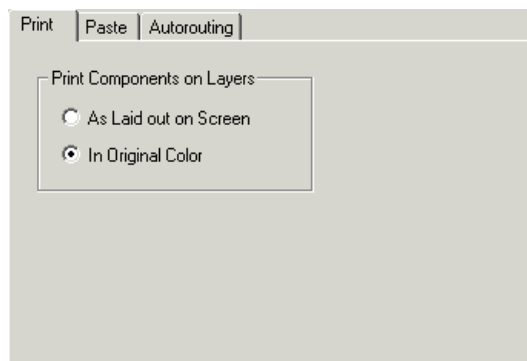 Print Paste Autorouting
Print Components on Layers
As Laid out on Screen
In Original Color